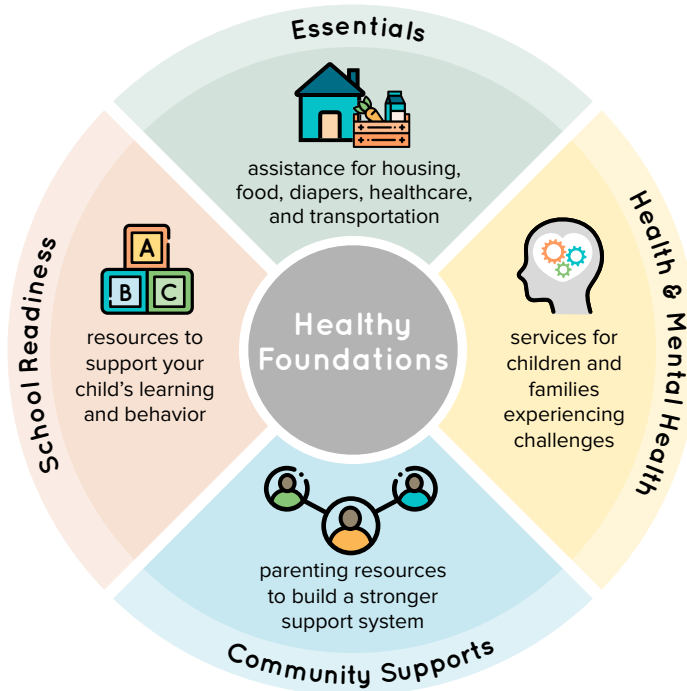 Essentials
assistance for housing,
food, diapers, healthcare,
and transportation
Health & Mental Health
services for
children and
families
experiencing
challenges
Community Supports
parenting resources
to build a stronger
support system
School Readiness
A
B C
resources to
support your
child's learning
and behavior
Healthy
Foundations